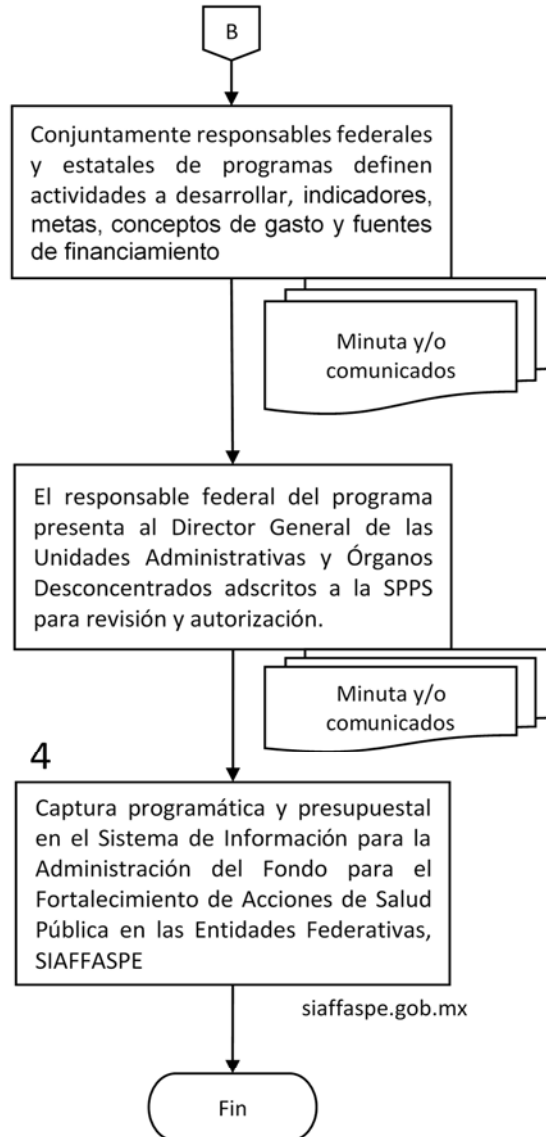 B
Conjuntamente responsables federales
y estatales de programas definen
actividades a desarrollar, indicadores,
metas, conceptos de gasto y fuentes
de financiamiento
Minuta y/o
comunicados
El responsable federal del programa
presenta al Director General de las
Unidades Administrativas y Órganos
Desconcentrados adscritos a la SPPS
para revisión y autorización.
Minuta y/o
comunicados
4
Captura programática y presupuestal
en el Sistema de Información para la
Administración del Fondo para el
Fortalecimiento de Acciones de Salud
Pública en las Entidades Federativas,
SIAFFASPE
siaffaspe.gob.mx
Fin